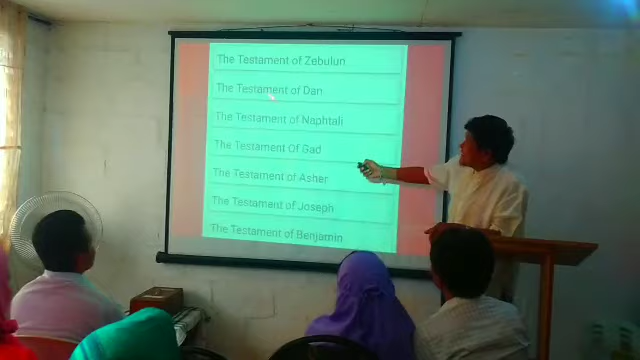 The Testament of Zebulun
The Testament of Dan
The Testament of Naphtali
The Testament Of Gad
The Testament of Asher
The Testament of Joseph
The Testament of Benjamin